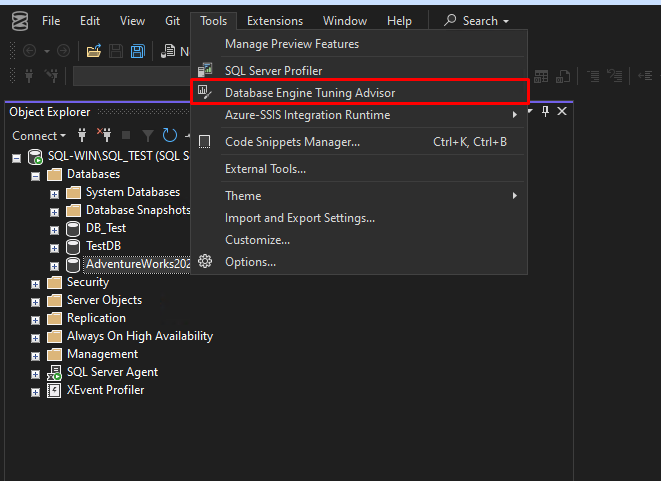 File Edit View Git Tools Extensions Window Help Search
N
Manage Preview Features
SQL Server Profiler
Database Engine Tuning Advisor
Azure-SSIS Integration Runtime
Code Snippets Manager... Ctrl+K, Ctrl+B
External Tools...
Theme
Import and Export Settings...
Customize...
Options...
Object Explorer
Connect
SQL-WIN\SQL_TEST (SQL S
Databases
System Databases
Database Snapshots
DB_Test
TestDB
AdventureWorks202
Security
Server Objects
Replication
Always On High Availability
Management
SQL Server Agent
XEvent Profiler